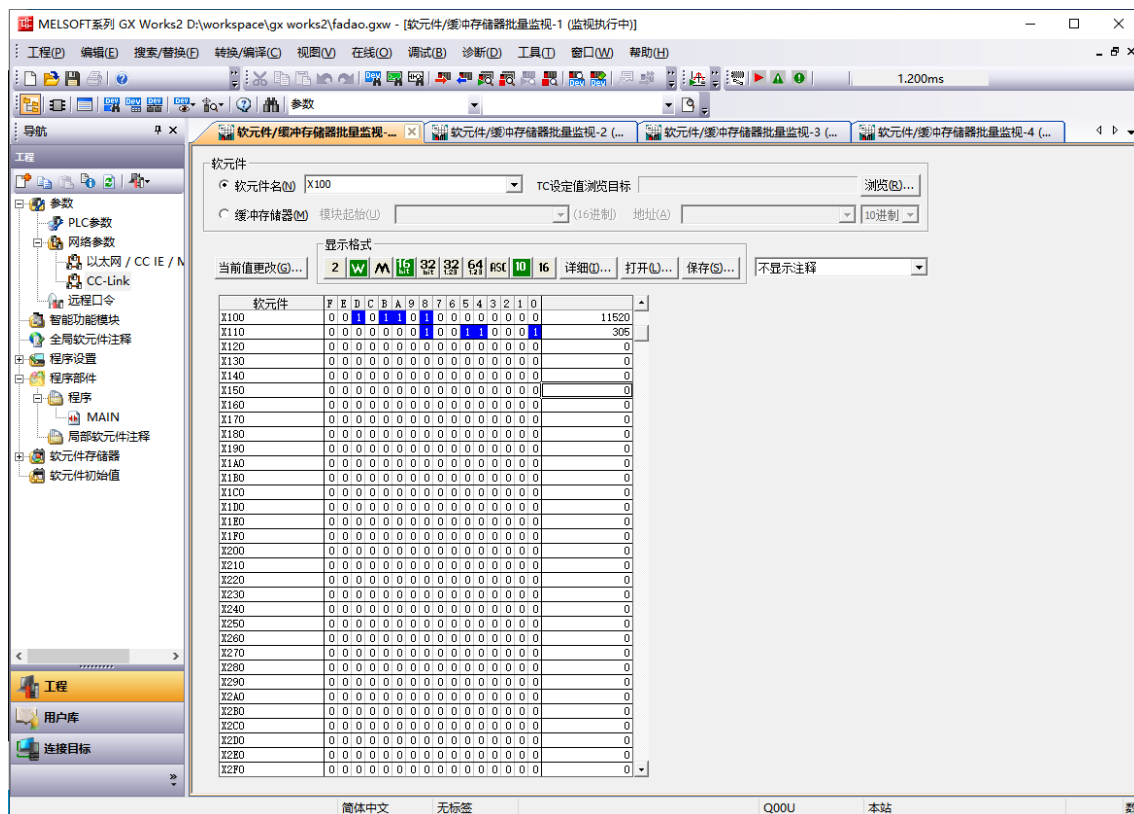 MELSOFT系列 GX Works2 D:\workspace\gx works2\fadao.gxw - [软元件/缓冲存储器批量监视-1 (监视执行中)]
工程(P) 编辑(E) 搜索/替换(F) 转换/编译(C) 视图(V) 在线(O) 调试(B) 诊断(D) 工具(T) 窗口(W) 帮助(H)
1.200ms
参数
导航
软元件/缓冲存储器批量监视-...
软元件/缓冲存储器批量监视-2 (...
软元件/缓冲存储器批量监视-3 (...
软元件/缓冲存储器批量监视-4 (...
工程
参数
PLC参数
网络参数
以太网 / CC IE / M
CC-Link
远程口令
智能功能模块
全局软元件注释
程序设置
程序部件
程序
MAIN
局部软元件注释
软元件存储器
软元件初始值
工程
用户库
连接目标
软元件
软元件名(N) X100 TC设定值浏览目标 浏览(R)...
缓冲存储器(M) 模块起始(U) (16进制) 地址(A) 10进制
显示格式
当前值更改(G)... 2 W M 16bit 32bit 32 1.23 64 1.23 ASC 10 16 详细(I)... 打开(L)... 保存(S)... 不显示注释
软元件 F E D C B A 9 8 7 6 5 4 3 2 1 0
X100 0 0 1 0 1 1 0 1 0 0 0 0 0 0 0 0 11520
X110 0 0 0 0 0 0 0 1 0 0 1 1 0 0 0 1 305
X120 0 0 0 0 0 0 0 0 0 0 0 0 0 0 0 0 0
X130 0 0 0 0 0 0 0 0 0 0 0 0 0 0 0 0 0
X140 0 0 0 0 0 0 0 0 0 0 0 0 0 0 0 0 0
X150 0 0 0 0 0 0 0 0 0 0 0 0 0 0 0 0 0
X160 0 0 0 0 0 0 0 0 0 0 0 0 0 0 0 0 0
X170 0 0 0 0 0 0 0 0 0 0 0 0 0 0 0 0 0
X180 0 0 0 0 0 0 0 0 0 0 0 0 0 0 0 0 0
X190 0 0 0 0 0 0 0 0 0 0 0 0 0 0 0 0 0
X1A0 0 0 0 0 0 0 0 0 0 0 0 0 0 0 0 0 0
X1B0 0 0 0 0 0 0 0 0 0 0 0 0 0 0 0 0 0
X1C0 0 0 0 0 0 0 0 0 0 0 0 0 0 0 0 0 0
X1D0 0 0 0 0 0 0 0 0 0 0 0 0 0 0 0 0 0
X1E0 0 0 0 0 0 0 0 0 0 0 0 0 0 0 0 0 0
X1F0 0 0 0 0 0 0 0 0 0 0 0 0 0 0 0 0 0
X200 0 0 0 0 0 0 0 0 0 0 0 0 0 0 0 0 0
X210 0 0 0 0 0 0 0 0 0 0 0 0 0 0 0 0 0
X220 0 0 0 0 0 0 0 0 0 0 0 0 0 0 0 0 0
X230 0 0 0 0 0 0 0 0 0 0 0 0 0 0 0 0 0
X240 0 0 0 0 0 0 0 0 0 0 0 0 0 0 0 0 0
X250 0 0 0 0 0 0 0 0 0 0 0 0 0 0 0 0 0
X260 0 0 0 0 0 0 0 0 0 0 0 0 0 0 0 0 0
X270 0 0 0 0 0 0 0 0 0 0 0 0 0 0 0 0 0
X280 0 0 0 0 0 0 0 0 0 0 0 0 0 0 0 0 0
X290 0 0 0 0 0 0 0 0 0 0 0 0 0 0 0 0 0
X2A0 0 0 0 0 0 0 0 0 0 0 0 0 0 0 0 0 0
X2B0 0 0 0 0 0 0 0 0 0 0 0 0 0 0 0 0 0
X2C0 0 0 0 0 0 0 0 0 0 0 0 0 0 0 0 0 0
X2D0 0 0 0 0 0 0 0 0 0 0 0 0 0 0 0 0 0
X2E0 0 0 0 0 0 0 0 0 0 0 0 0 0 0 0 0 0
X2F0 0 0 0 0 0 0 0 0 0 0 0 0 0 0 0 0 0
简体中文 无标签 Q00U 本站